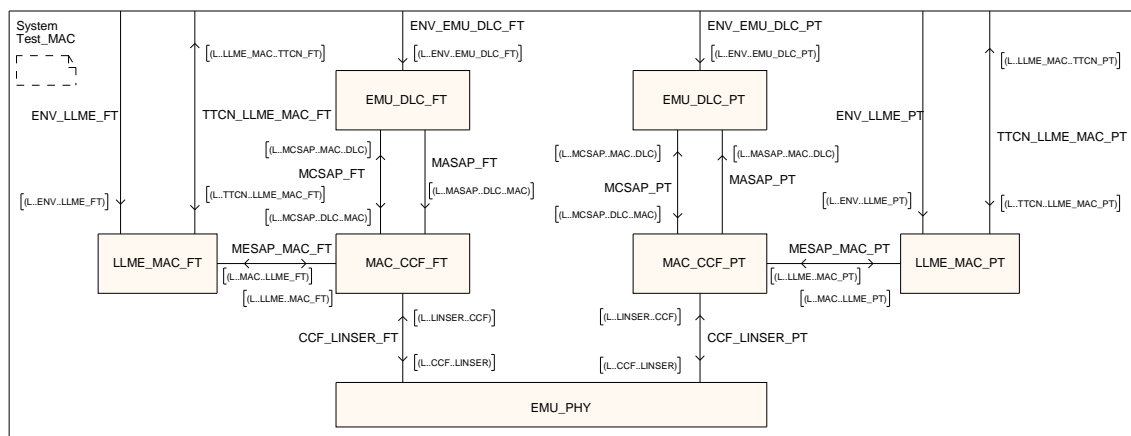 System
Test_MAC
ENV_EMU_DLC_FT
ENV_EMU_DLC_PT
[(L..LLME_MAC..TTCN_FT)]
[(L..ENV..EMU_DLC_FT)]
[(L..ENV..EMU_DLC_PT)]
[(L..LLME_MAC..TTCN_PT)]
EMU_DLC_FT
EMU_DLC_PT
ENV_LLME_FT
TTCN_LLME_MAC_FT
ENV_LLME_PT
TTCN_LLME_MAC_PT
[(L..MCSAP..MAC..DLC)]
MASAP_FT
[(L..MCSAP..MAC..DLC)]
[(L..MASAP..MAC..DLC)]
MCSAP_FT
MCSAP_PT
MASAP_PT
[(L..ENV..LLME_FT)]
[(L..TTCN..LLME_MAC_FT)]
[(L..MASAP..DLC..MAC)]
[(L..ENV..LLME_PT)]
[(L..TTCN..LLME_MAC_PT)]
[(L..MCSAP..DLC..MAC)]
[(L..MCSAP..DLC..MAC)]
LLME_MAC_FT
MESAP_MAC_FT
MAC_CCF_FT
MAC_CCF_PT
MESAP_MAC_PT
LLME_MAC_PT
[(L..MAC..LLME_FT)]
[(L..LLME..MAC_PT)]
[(L..LLME..MAC_FT)]
[(L..MAC..LLME_PT)]
[(L..LINSER..CCF)]
[(L..LINSER..CCF)]
CCF_LINSER_FT
CCF_LINSER_PT
[(L..CCF..LINSER)]
[(L..CCF..LINSER)]
EMU_PHY